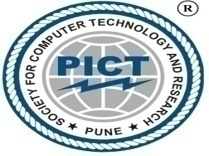 ®
SOCIETY FOR COMPUTER TECHNOLOGY AND RESEARCH
PICT
★ PUNE ★